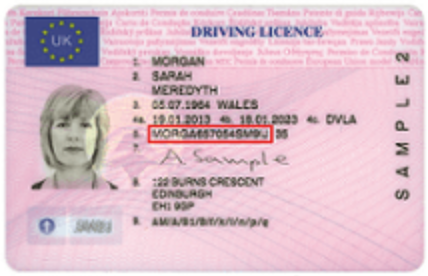 UK
DRIVING LICENCE
1. MORGAN
2. SARAH
MEREDYTH
3. 05.07.1964 WALES
4a. 19.01.2013 4b. 18.01.2023 4c. DVLA
5. MORGA657054SM9IJ 35
7. A Sample
8. 122 BURNS CRESCENT
EDINBURGH
EH1 9GP
9. AM/A/B1/B/f/k/l/n/p/q
SAMPLE 2